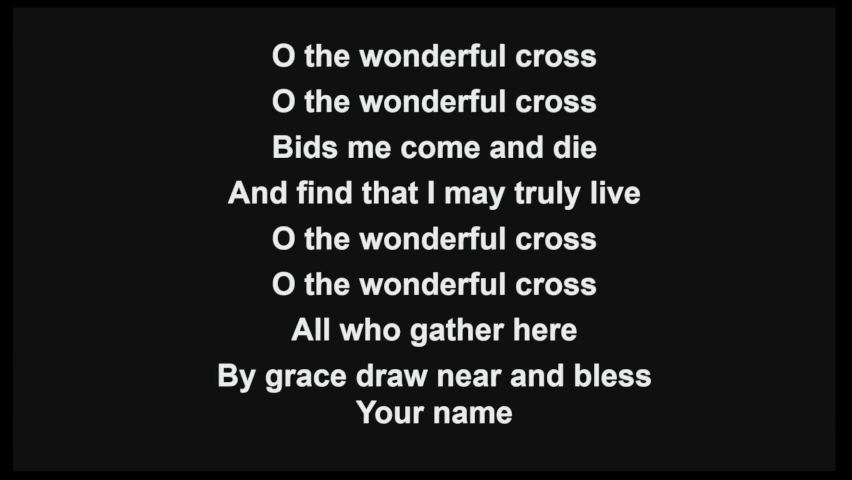 O the wonderful cross
O the wonderful cross
Bids me come and die
And find that I may truly live
O the wonderful cross
O the wonderful cross
All who gather here
By grace draw near and bless
Your name